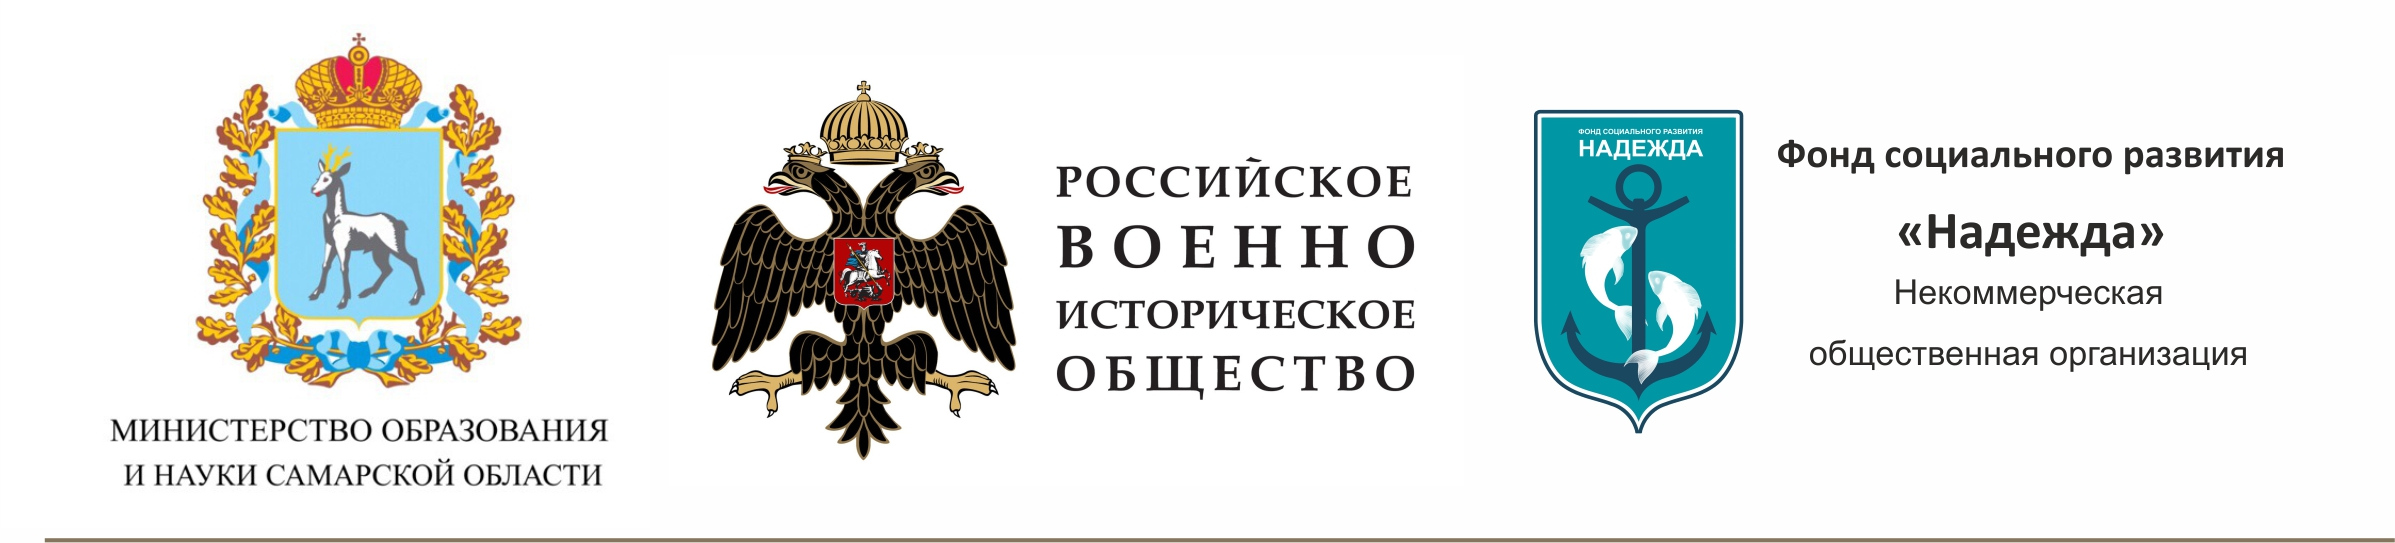 МИНИСТЕРСТВО ОБРАЗОВАНИЯ
И НАУКИ САМАРСКОЙ ОБЛАСТИ
РОССИЙСКОЕ
ВОЕННО
ИСТОРИЧЕСКОЕ
ОБЩЕСТВО
ФОНД СОЦИАЛЬНОГО РАЗВИТИЯ
НАДЕЖДА
Фонд социального развития
«Надежда»
Некоммерческая
общественная организация